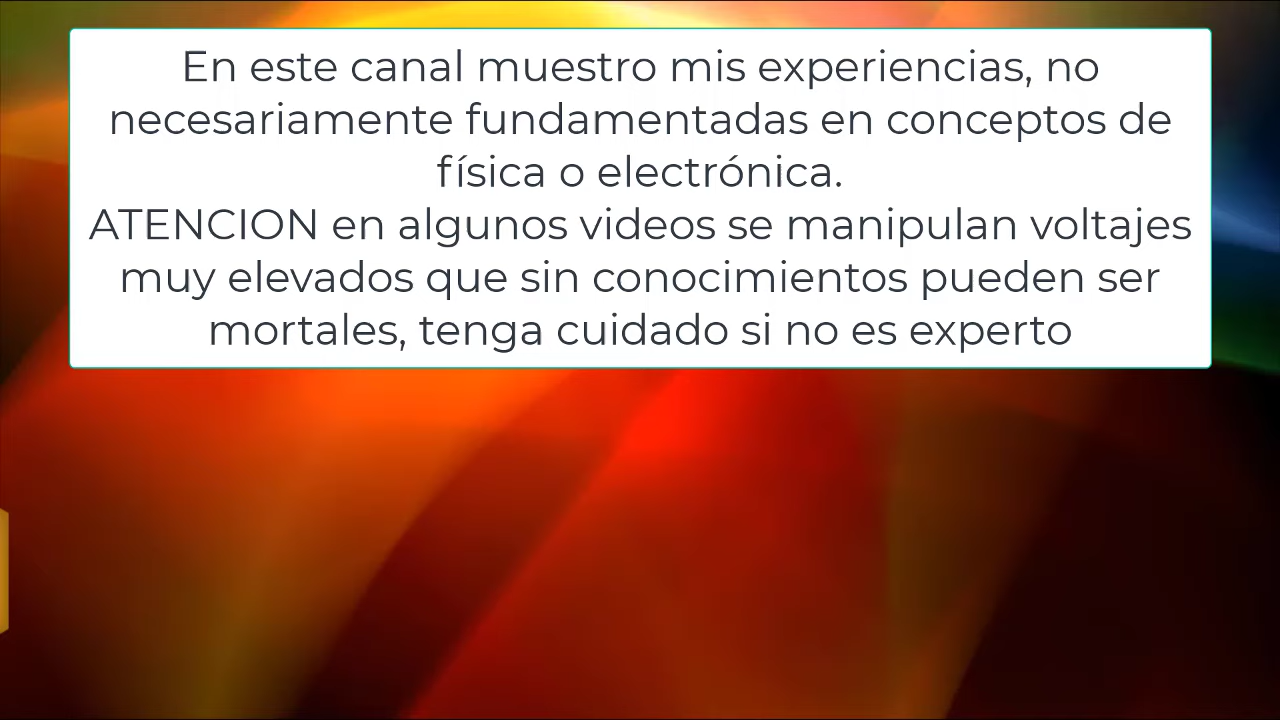 En este canal muestro mis experiencias, no
necesariamente fundamentadas en conceptos de
física o electrónica.
ATENCION en algunos videos se manipulan voltajes
muy elevados que sin conocimientos pueden ser
mortales, tenga cuidado si no es experto